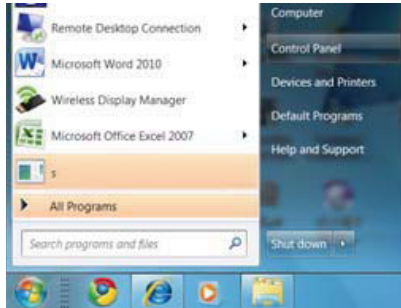 Remote Desktop Connection
Microsoft Word 2010
Wireless Display Manager
Microsoft Office Excel 2007
s
All Programs
Search programs and files
Computer
Control Panel
Devices and Printers
Default Programs
Help and Support
Shut down